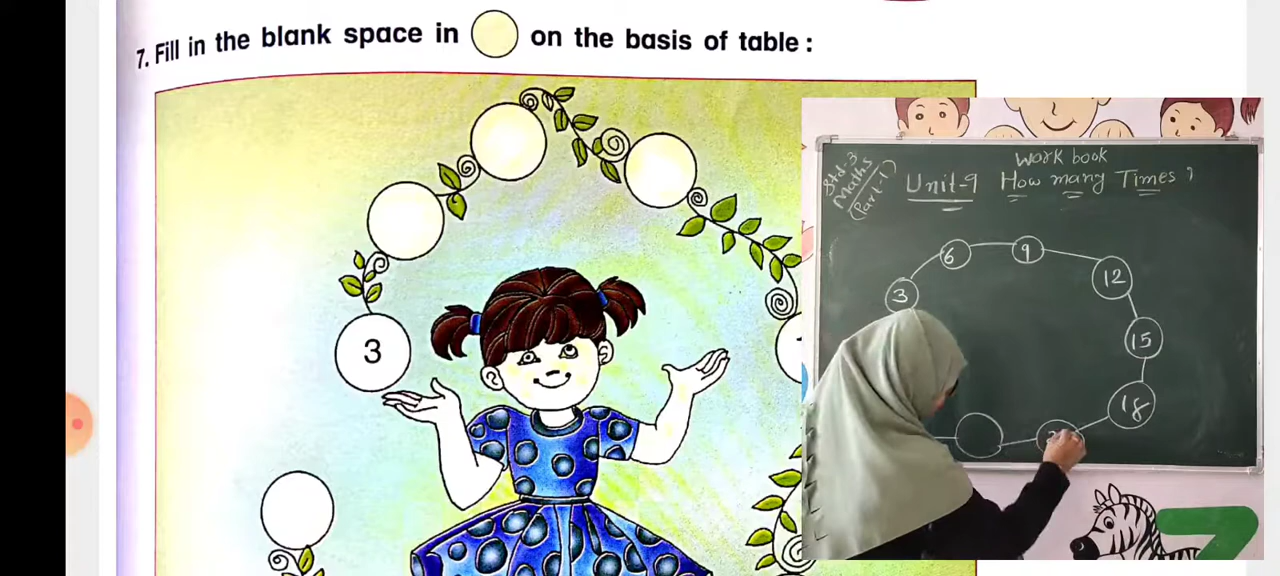 7. Fill in the blank space in on the basis of table :
3
Std-3
Maths
(Part-1)
Work book
Unit-9 How many Times ?
3
6
9
12
15
18